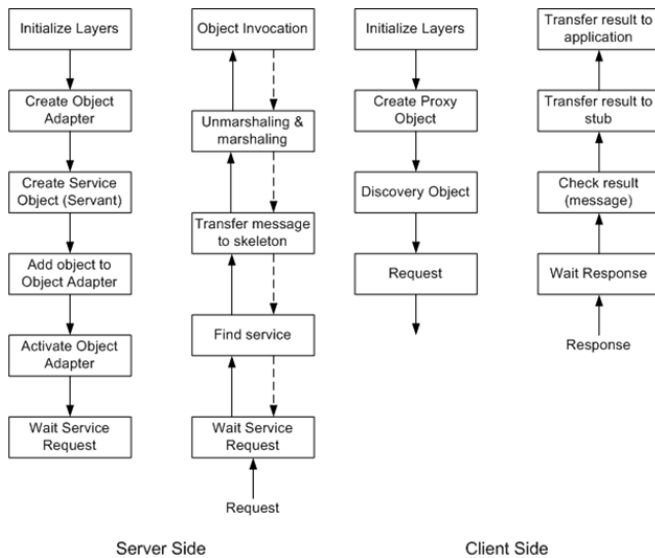 Initialize Layers
Create Object
Adapter
Create Service
Object (Servant)
Add object to
Object Adapter
Activate Object
Adapter
Wait Service
Request
Object Invocation
Unmarshaling &
marshaling
Transfer message
to skeleton
Find service
Wait Service
Request
Request
Server Side
Initialize Layers
Create Proxy
Object
Discovery Object
Request
Transfer result to
application
Transfer result to
stub
Check result
(message)
Wait Response
Response
Client Side